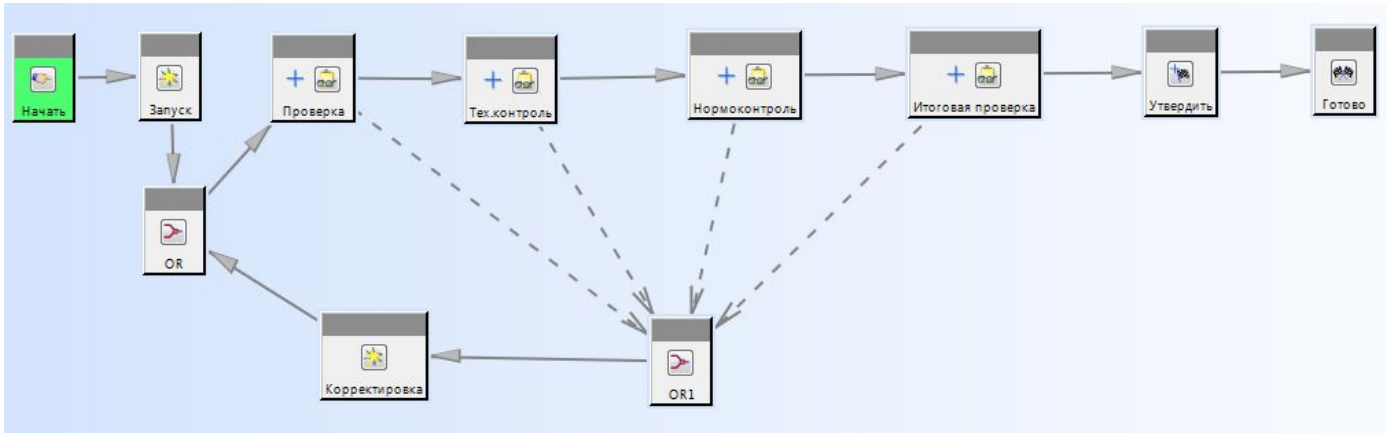 Начать
Запуск
Проверка
Тех.контроль
Нормоконтроль
Итоговая проверка
Утвердить
Готово
OR
Корректировка
OR1